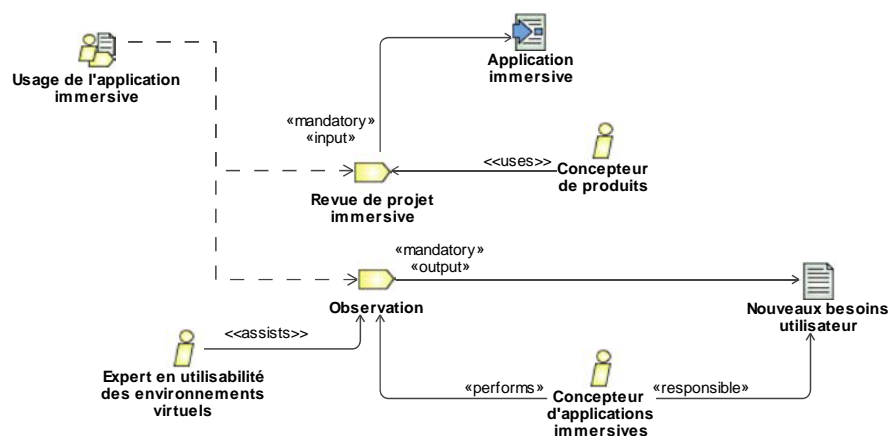 Application
immersive
Usage de l'application
immersive
«mandatory»
«input»
<<uses>>
Concepteur
de produits
Revue de projet
immersive
«mandatory»
«output»
Observation
Nouveaux besoins
utilisateur
<<assists>>
Expert en utilisabilité
des environnements
virtuels
«performs»
Concepteur
d'applications
immersives
«responsible»